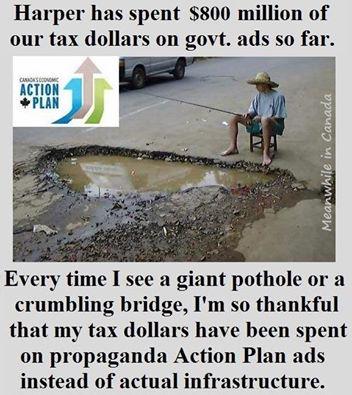 Harper has spent $800 million of
our tax dollars on govt. ads so far.
CANADA'S ECONOMIC
ACTION
PLAN
Meanwhile in Canada
Every time I see a giant pothole or a
crumbling bridge, I'm so thankful
that my tax dollars have been spent
on propaganda Action Plan ads
instead of actual infrastructure.